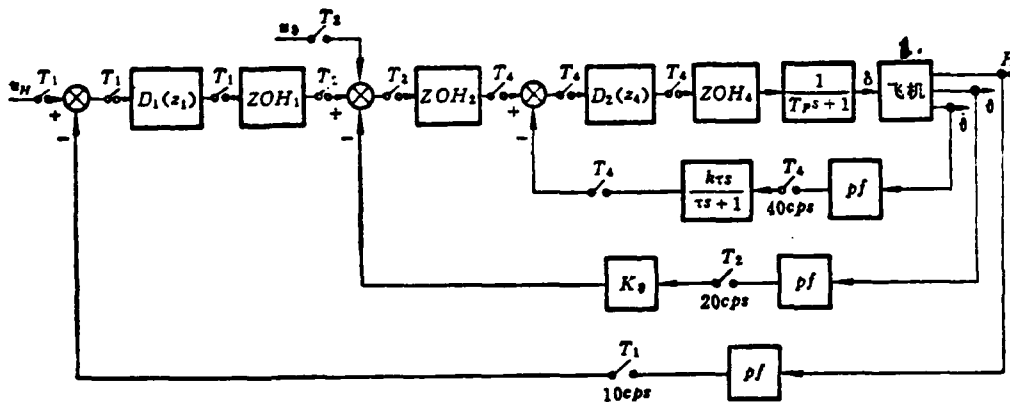 u_ϑ T₂
u_H T₁ + − T₁ D₁(z₁) T₁ ZOH₁ T₂ + − T₂ ZOH₂ T₄ + − T₄ D₂(z₄) T₄ ZOH₄ 1/(T_P s+1) δ 飞机 H
ϑ̇ ϑ
T₄ kτs/(τs+1) T₄ 40cps pf
K_ϑ T₂ 20cps pf
T₁ 10cps pf